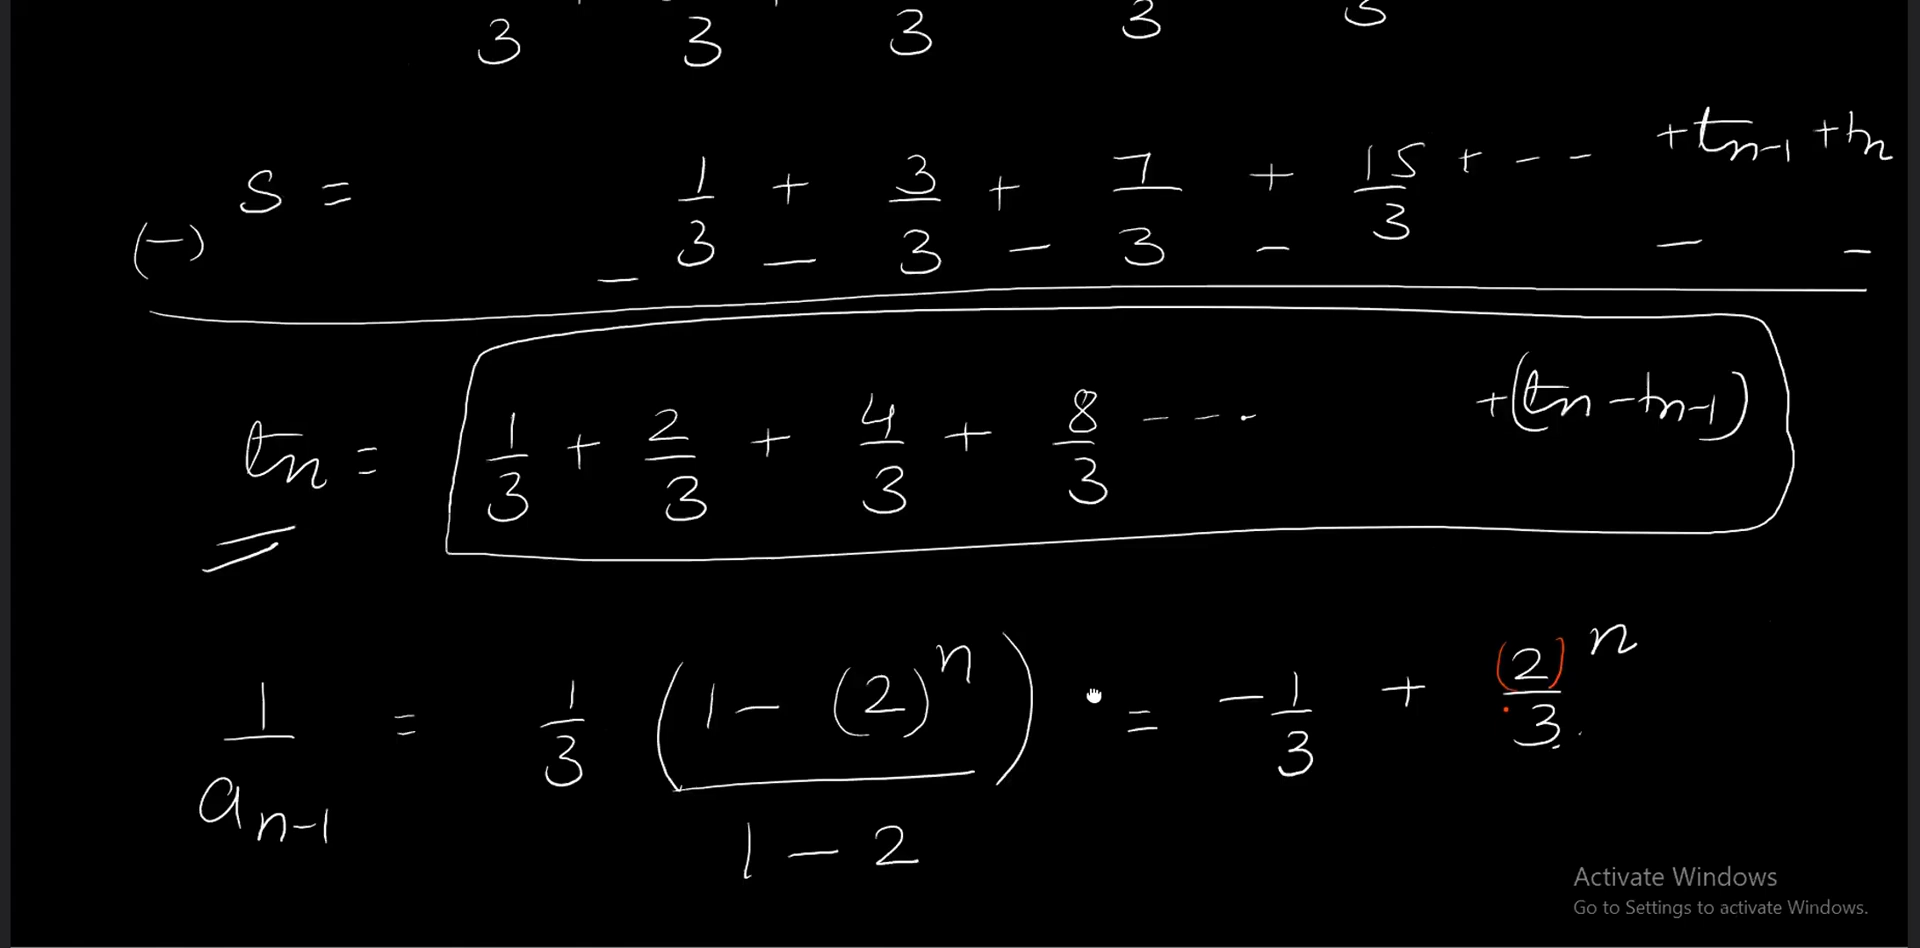 3 3 3 3 3
S = 1/3 + 3/3 + 7/3 + 15/3 + - - + tn-1 + tn
(-) - - - - - -
tn = 1/3 + 2/3 + 4/3 + 8/3 - - - . + (tn - tn-1)
1/a n-1 = 1/3 ( (1 - (2)^n) / (1 - 2) ) = - 1/3 + (2)^n/3
Activate Windows
Go to Settings to activate Windows.